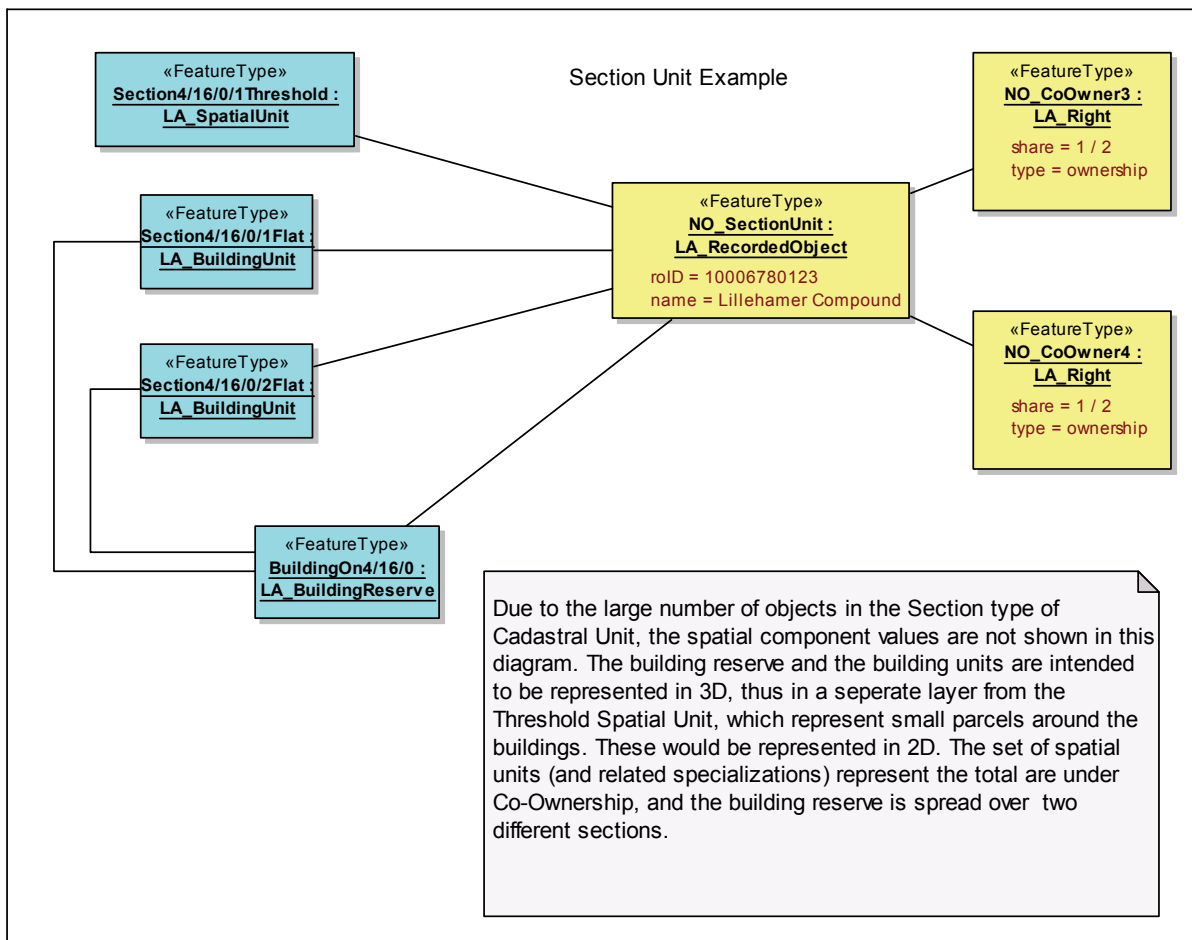 Section Unit Example
«FeatureType»
Section4/16/0/1Threshold :
LA_SpatialUnit
«FeatureType»
Section4/16/0/1Flat :
LA_BuildingUnit
«FeatureType»
Section4/16/0/2Flat :
LA_BuildingUnit
«FeatureType»
BuildingOn4/16/0 :
LA_BuildingReserve
«FeatureType»
NO_SectionUnit :
LA_RecordedObject
roID = 10006780123
name = Lillehamer Compound
«FeatureType»
NO_CoOwner3 :
LA_Right
share = 1 / 2
type = ownership
«FeatureType»
NO_CoOwner4 :
LA_Right
share = 1 / 2
type = ownership
Due to the large number of objects in the Section type of
Cadastral Unit, the spatial component values are not shown in this
diagram. The building reserve and the building units are intended
to be represented in 3D, thus in a seperate layer from the
Threshold Spatial Unit, which represent small parcels around the
buildings. These would be represented in 2D. The set of spatial
units (and related specializations) represent the total are under
Co-Ownership, and the building reserve is spread over two
different sections.